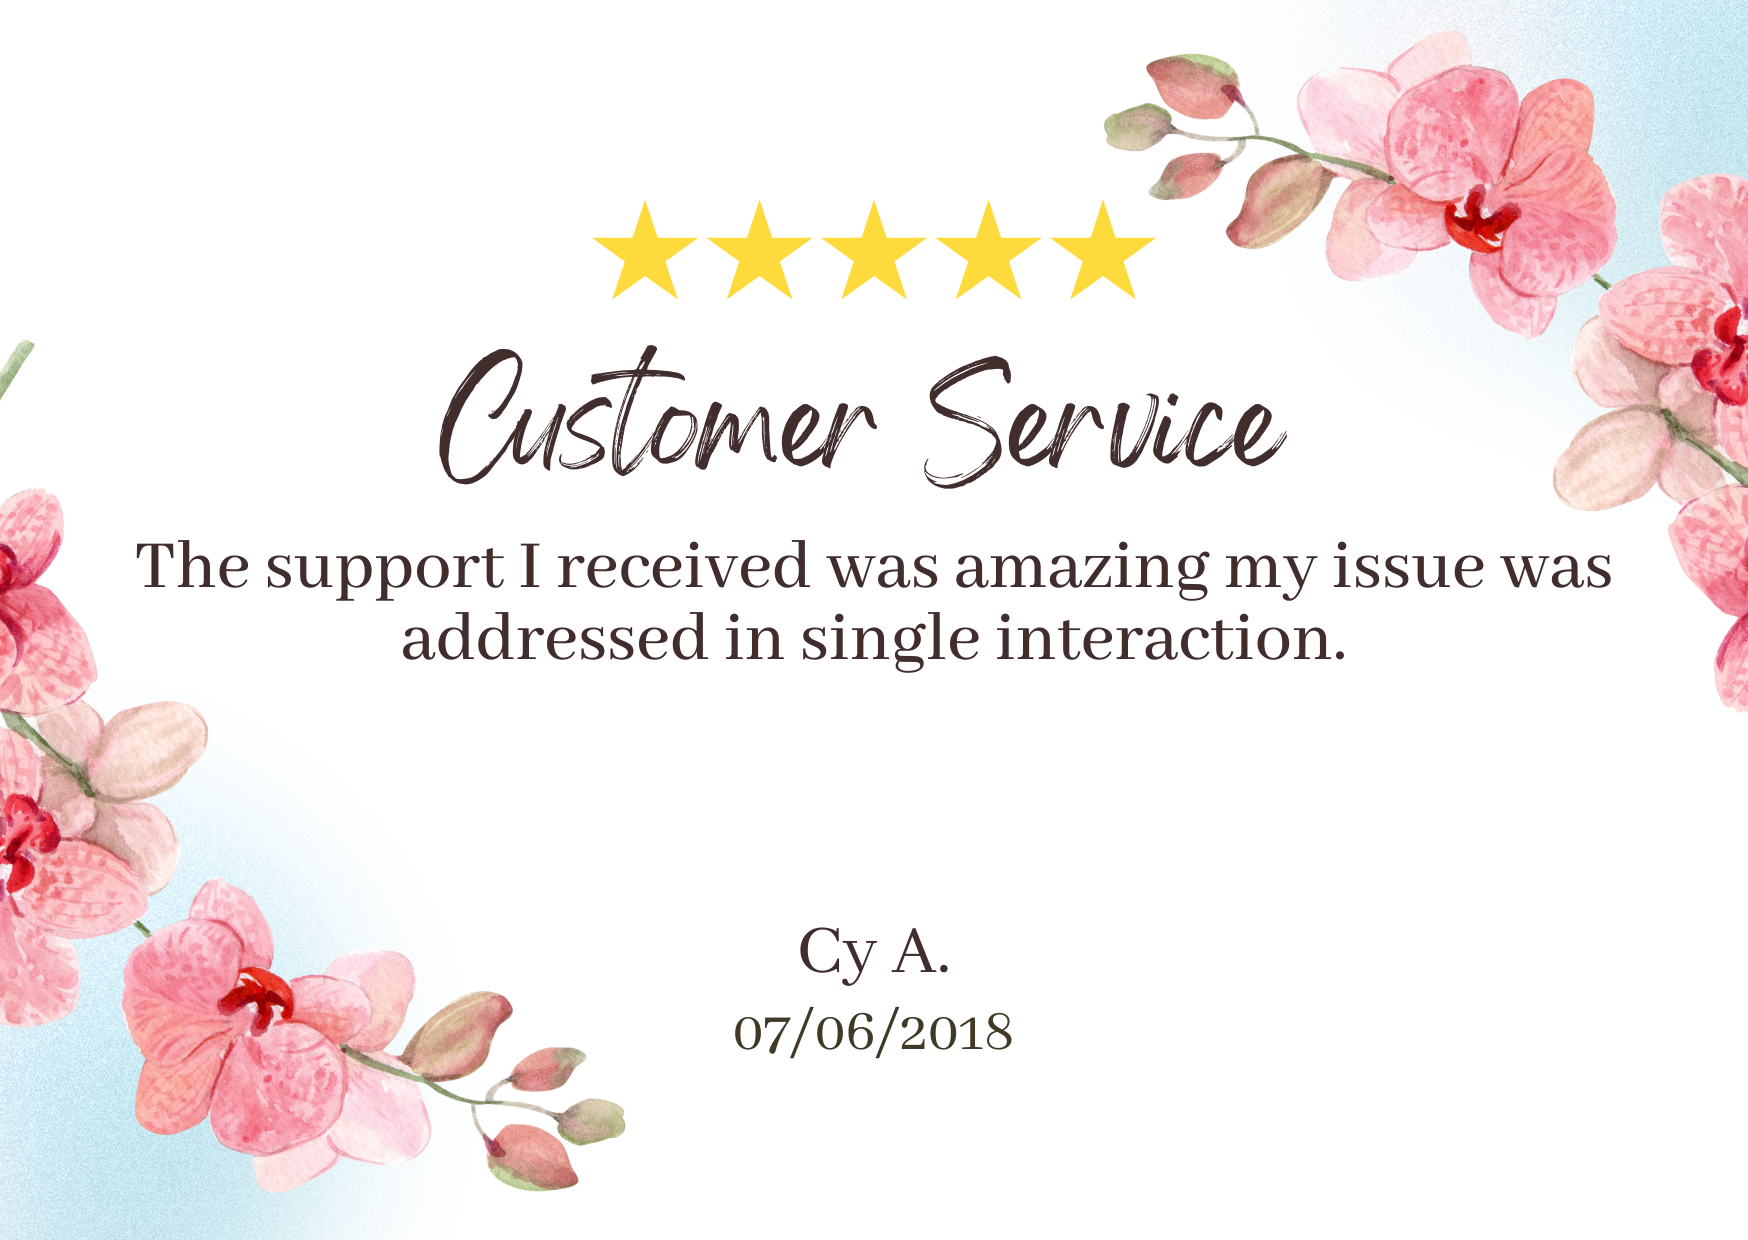 Customer Service
The support I received was amazing my issue was
addressed in single interaction.
Cy A.
07/06/2018